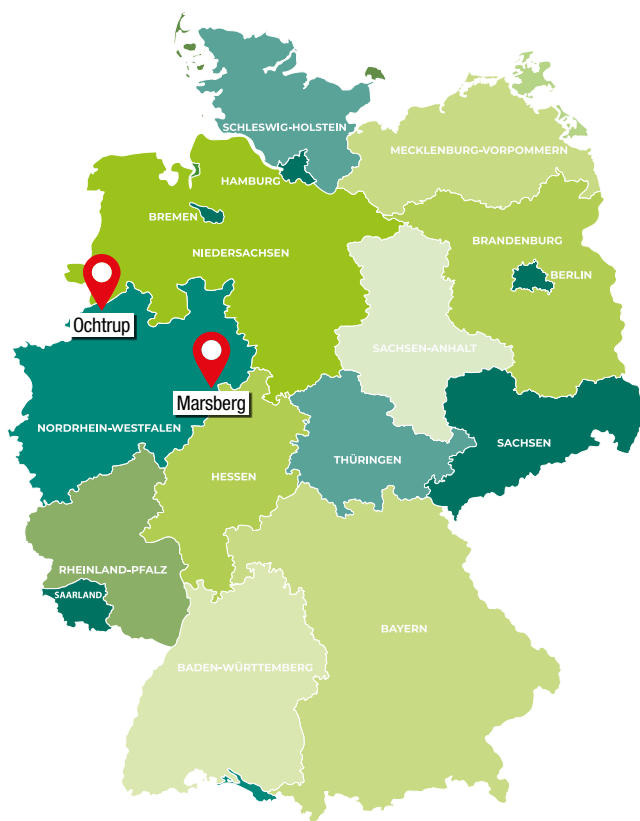 SCHLESWIG-HOLSTEIN
MECKLENBURG-VORPOMMERN
HAMBURG
BREMEN
NIEDERSACHSEN
BRANDENBURG
BERLIN
Ochtrup
SACHSEN-ANHALT
Marsberg
NORDRHEIN-WESTFALEN
SACHSEN
THÜRINGEN
HESSEN
RHEINLAND-PFALZ
SAARLAND
BAYERN
BADEN-WÜRTTEMBERG